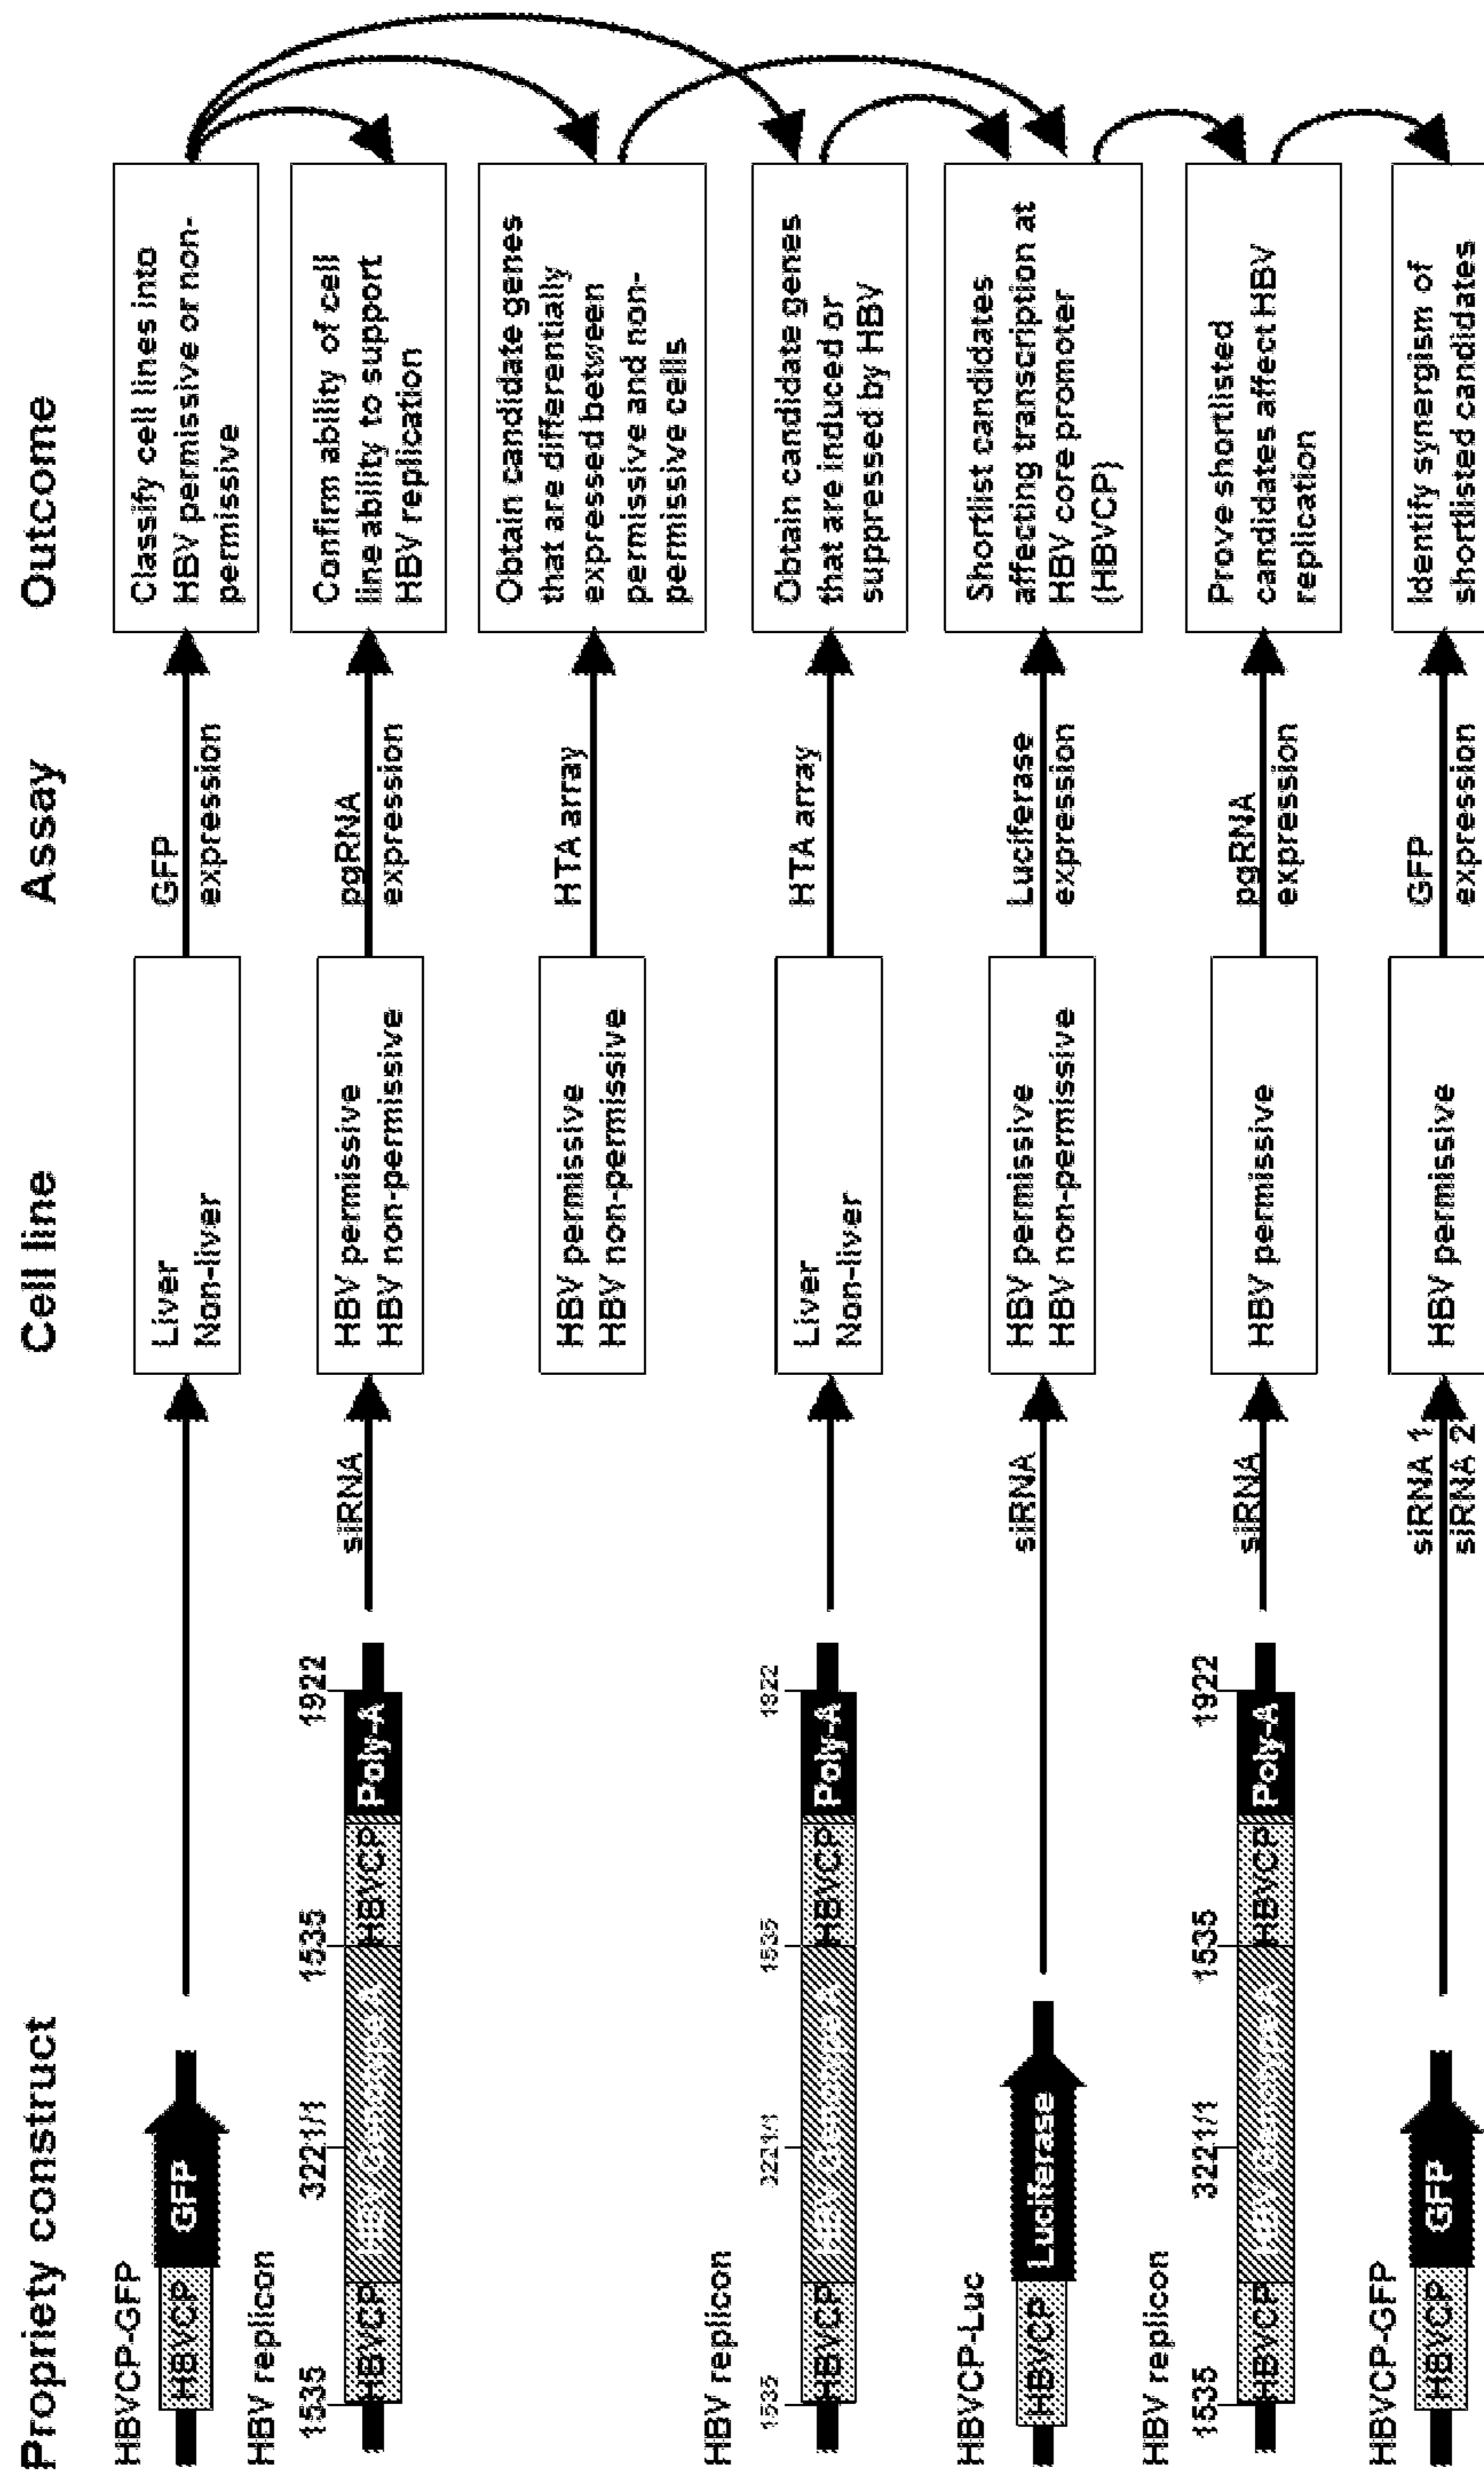 Propriety construct
Cell line
Assay
Outcome
HBVCP-GFP
HBVCP
GFP
Liver
Non-liver
GFP
expression
Classify cell lines into
HBV permissive or non-
permissive
HBV replicon
1535
3221/1
1535
1922
HBVCP
HBV Genotype A
HBVCP
Poly-A
siRNA
HBV permissive
HBV non-permissive
pgRNA
expression
Confirm ability of cell
line ability to support
HBV replication
HBV permissive
HBV non-permissive
HTA array
Obtain candidate genes
that are differentially
expressed between
permissive and non-
permissive cells
HBV replicon
1535
1535
HBVCP
HBV Genotype A
HBVCP
Poly-A
Liver
Non-liver
HTA array
Obtain candidate genes
that are induced or
suppressed by HBV
HBVCP-Luc
HBVCP
Luciferase
siRNA
HBV permissive
HBV non-permissive
Luciferase
expression
Shortlist candidates
affecting transcription at
HBV core promoter
(HBVCP)
HBV replicon
1535
3221/1
1535
1922
HBVCP
HBV Genotype A
HBVCP
Poly-A
siRNA
HBV permissive
pgRNA
expression
Prove shortlisted
candidates affect HBV
replication
HBVCP-GFP
HBVCP
GFP
siRNA 1
siRNA 2
HBV permissive
GFP
expression
Identify synergism of
shortlisted candidates